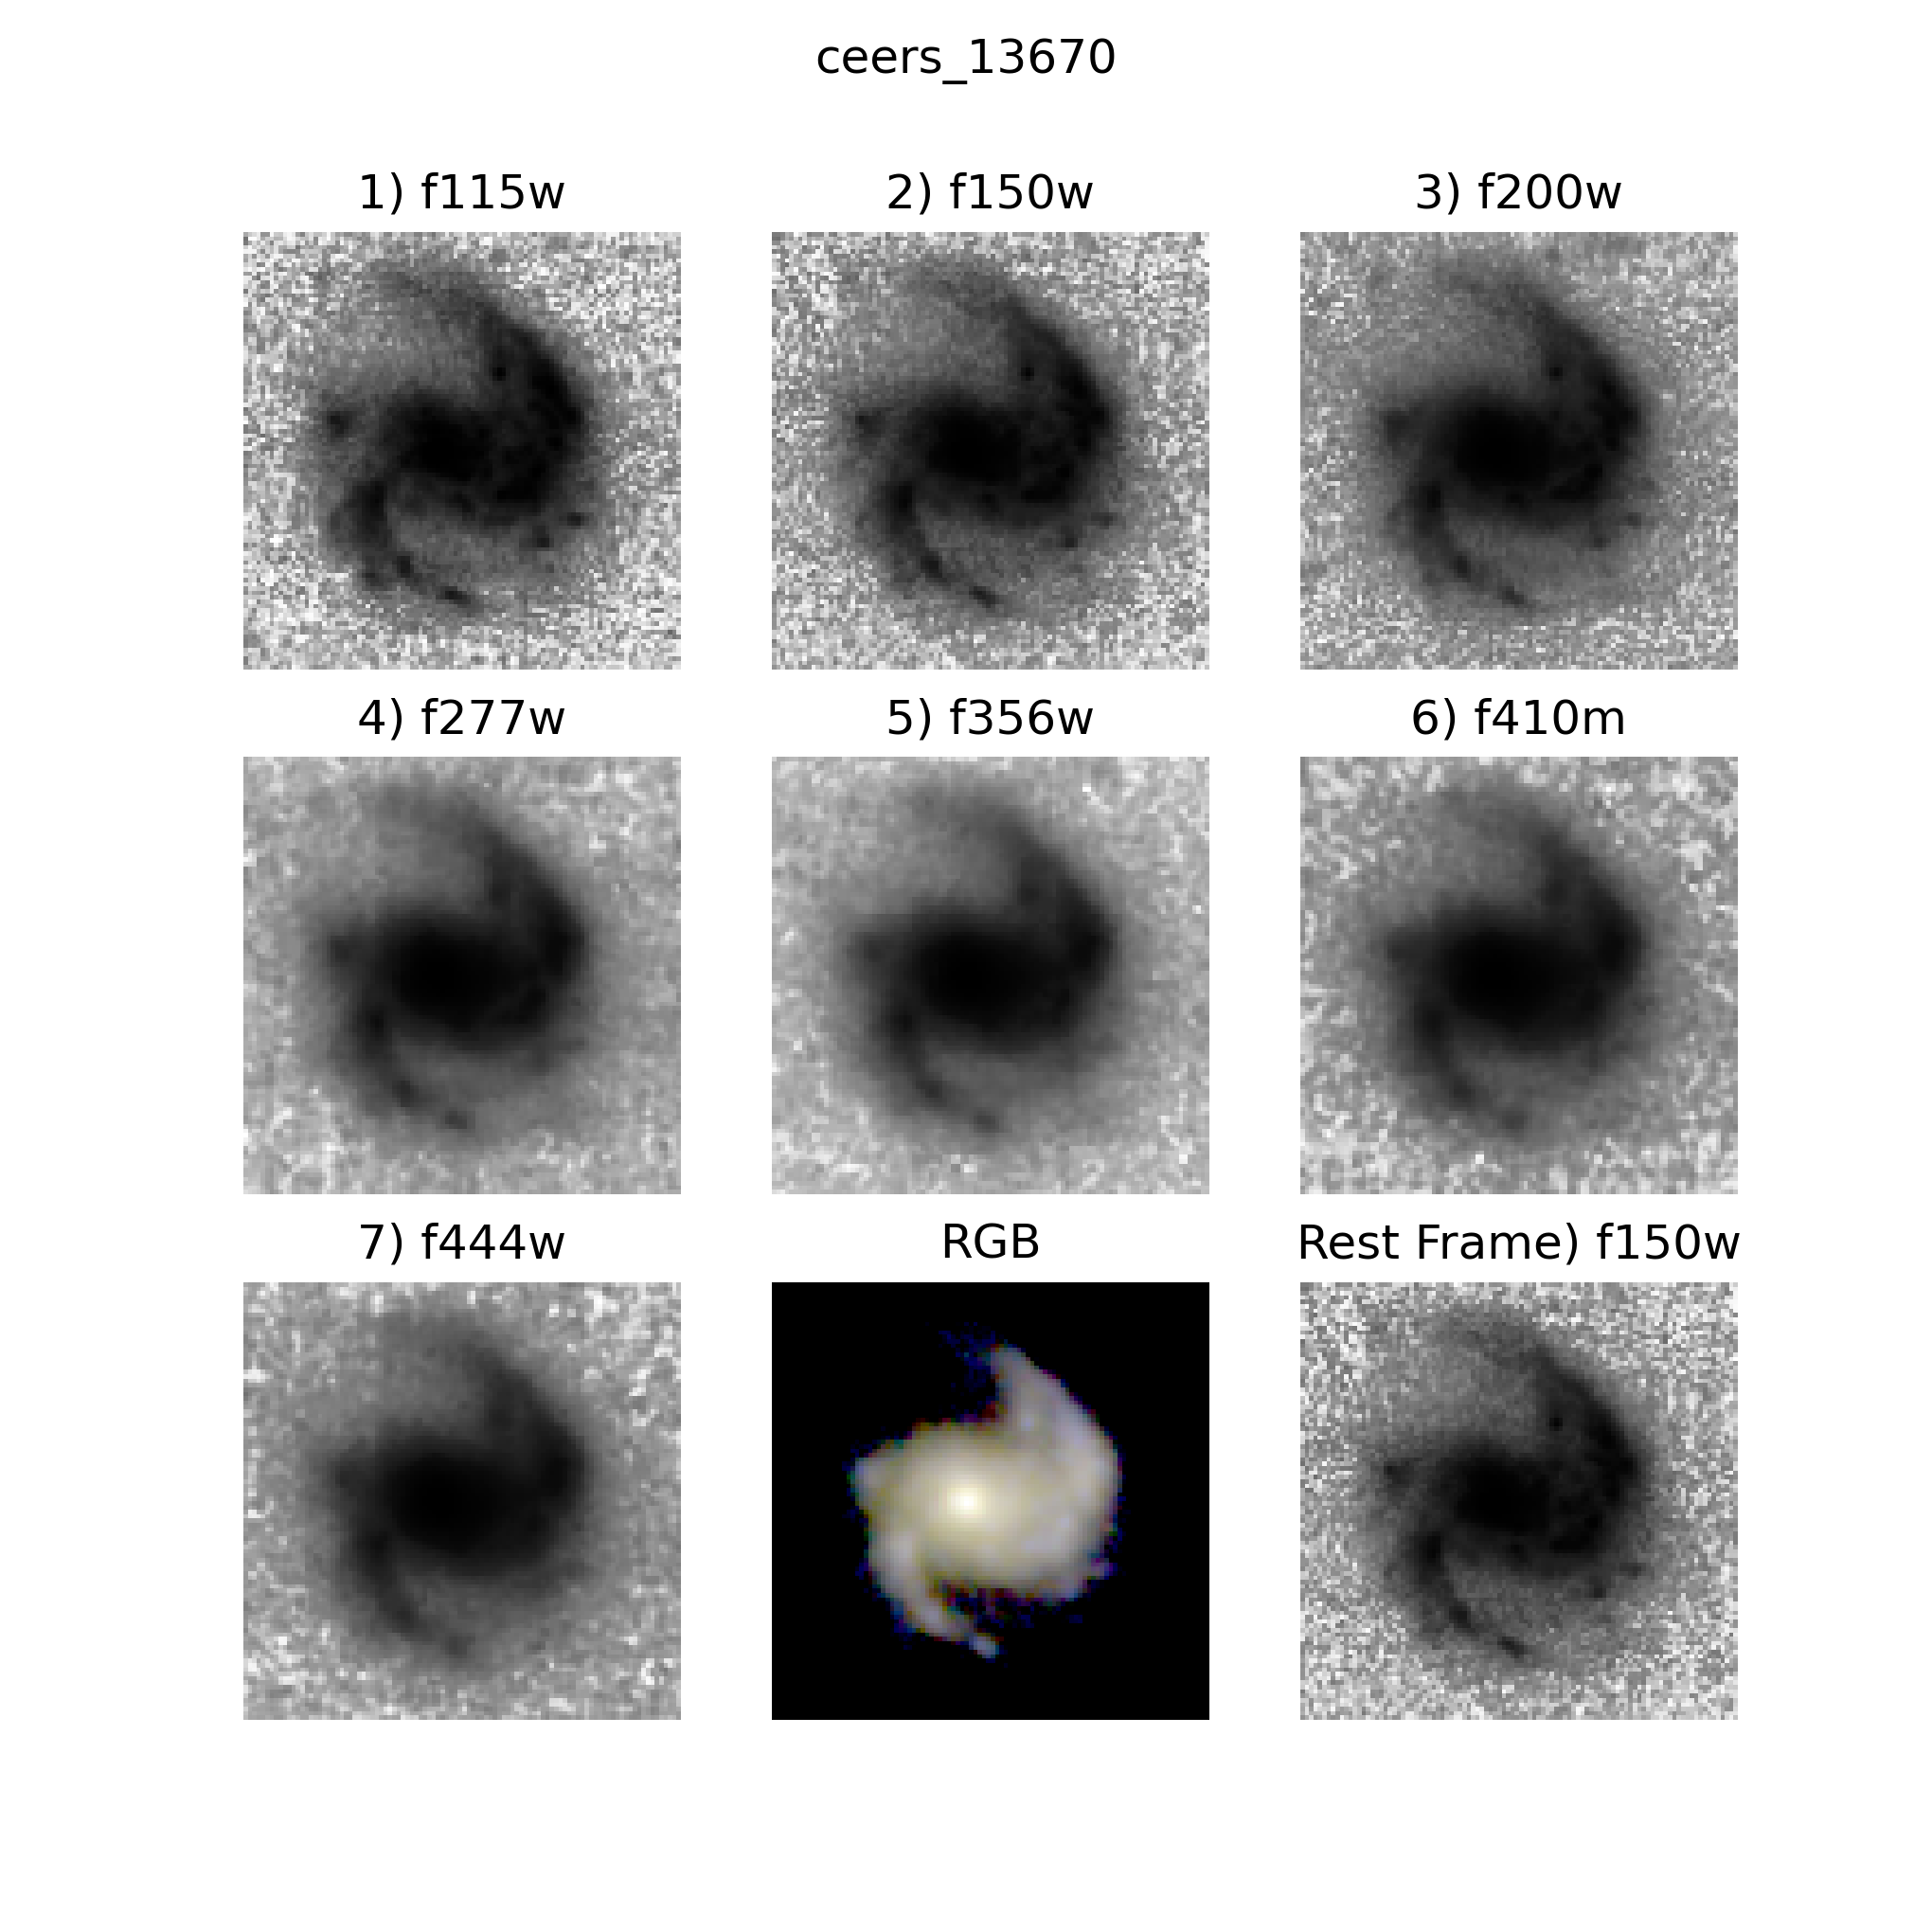 ceers_13670
1) f115w
2) f150w
3) f200w
4) f277w
5) f356w
6) f410m
7) f444w
RGB
Rest Frame) f150w